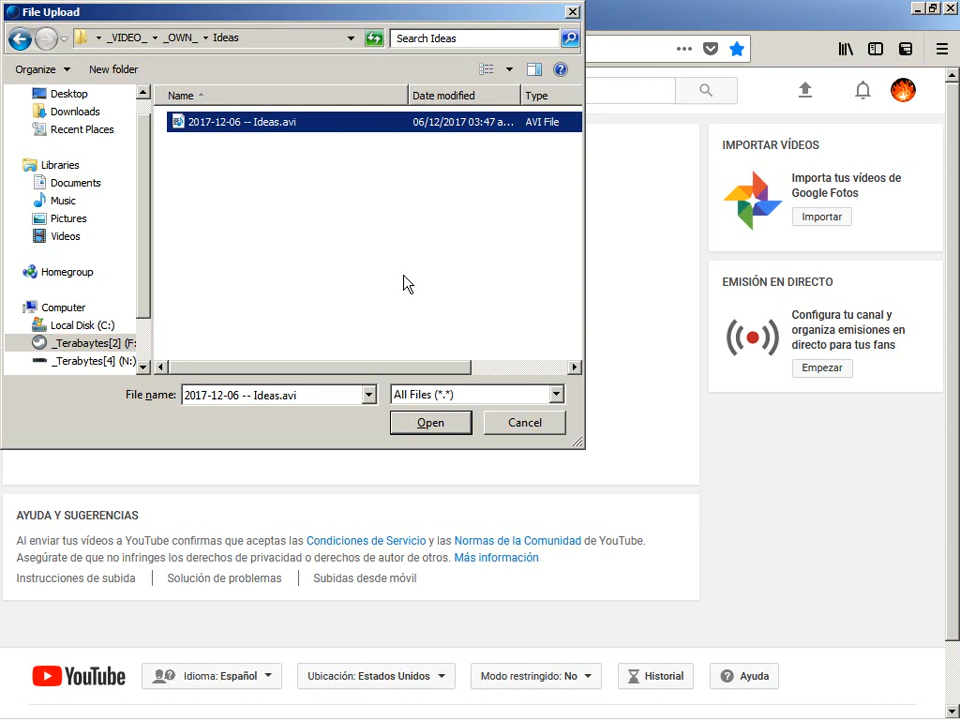 File Upload
_VIDEO_
_OWN_
Ideas
Search Ideas
Organize
New folder
Name
Date modified
Type
2017-12-06 -- Ideas.avi
06/12/2017 03:47 a...
AVI File
Desktop
Downloads
Recent Places
Libraries
Documents
Music
Pictures
Videos
Homegroup
Computer
Local Disk (C:)
_Terabaytes[2] (F:
_Terabytes[4] (N:)
File name:
2017-12-06 -- Ideas.avi
All Files (*.*)
Open
Cancel
IMPORTAR VÍDEOS
Importa tus vídeos de
Google Fotos
Importar
EMISIÓN EN DIRECTO
Configura tu canal y
organiza emisiones en
directo para tus fans
Empezar
AYUDA Y SUGERENCIAS
Al enviar tus vídeos a YouTube confirmas que aceptas las Condiciones de Servicio y las Normas de la Comunidad de YouTube.
Asegúrate de que no infringes los derechos de privacidad o derechos de autor de otros. Más información
Instrucciones de subida
Solución de problemas
Subidas desde móvil
YouTube
Idioma: Español
Ubicación: Estados Unidos
Modo restringido: No
Historial
Ayuda